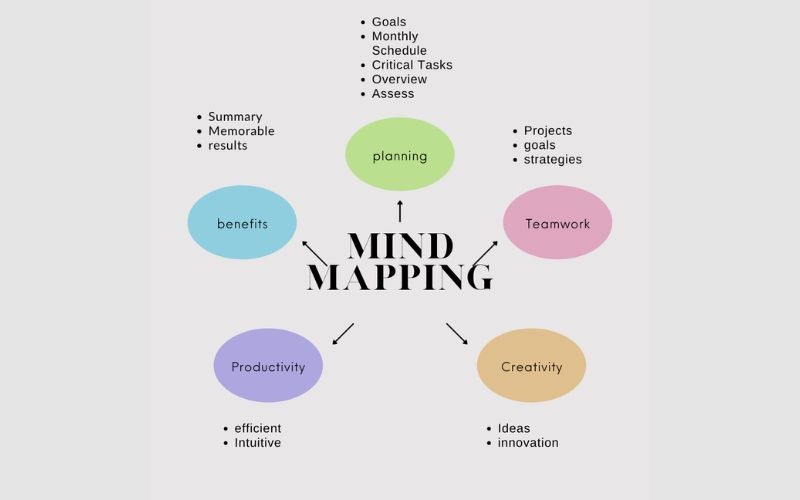 • Goals
• Monthly
Schedule
• Critical Tasks
• Overview
• Assess
• Summary
• Memorable
• results
• Projects
• goals
• strategies
planning
benefits
Teamwork
MIND
MAPPING
Productivity
Creativity
• efficient
• Intuitive
• Ideas
• innovation